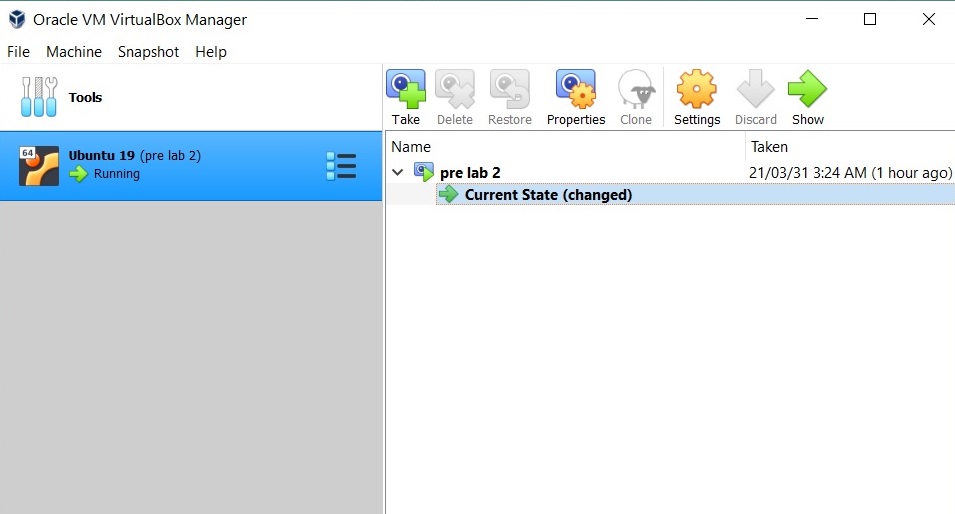 Oracle VM VirtualBox Manager
File Machine Snapshot Help
Tools
Take Delete Restore Properties Clone Settings Discard Show
64
Ubuntu 19 (pre lab 2)
Running
Name Taken
pre lab 2 21/03/31 3:24 AM (1 hour ago)
Current State (changed)